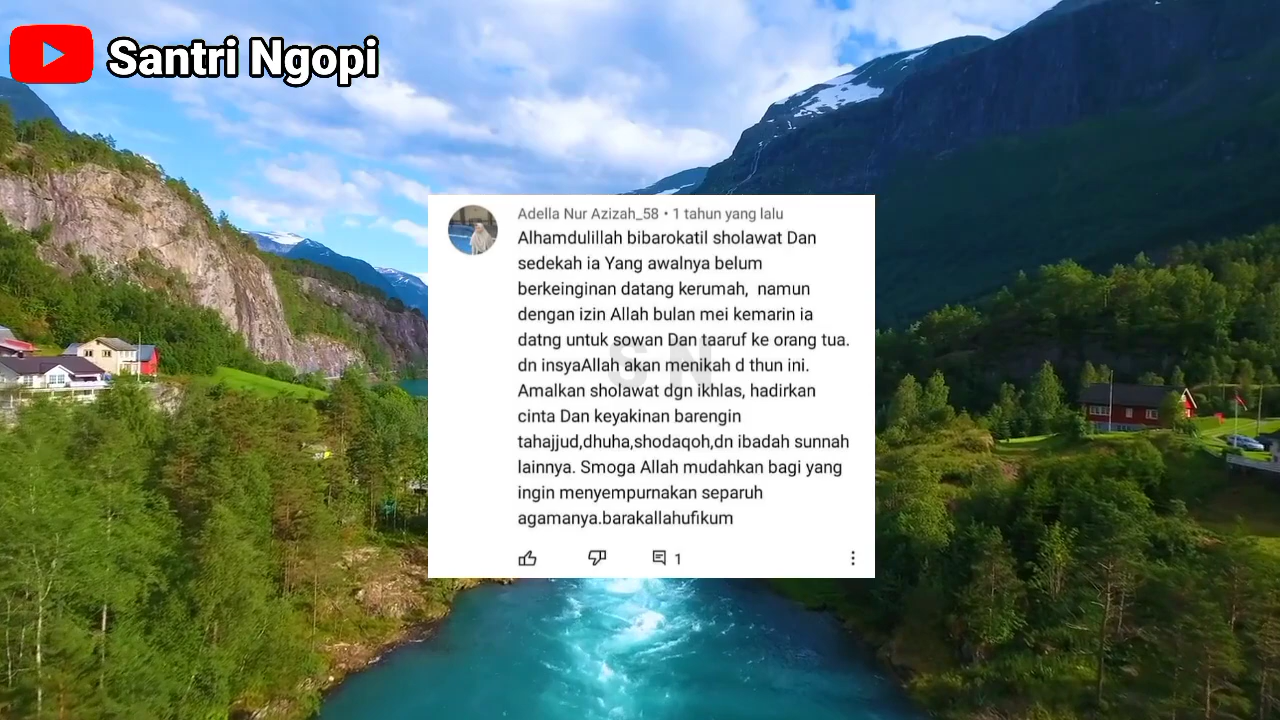 Santri Ngopi
Adella Nur Azizah_58 • 1 tahun yang lalu
Alhamdulillah bibarokatil sholawat Dan
sedekah ia Yang awalnya belum
berkeinginan datang kerumah, namun
dengan izin Allah bulan mei kemarin ia
datng untuk sowan Dan taaruf ke orang tua.
dn insyaAllah akan menikah d thun ini.
Amalkan sholawat dgn ikhlas, hadirkan
cinta Dan keyakinan barengin
tahajjud,dhuha,shodaqoh,dn ibadah sunnah
lainnya. Smoga Allah mudahkan bagi yang
ingin menyempurnakan separuh
agamanya.barakallahufikum
1
SN